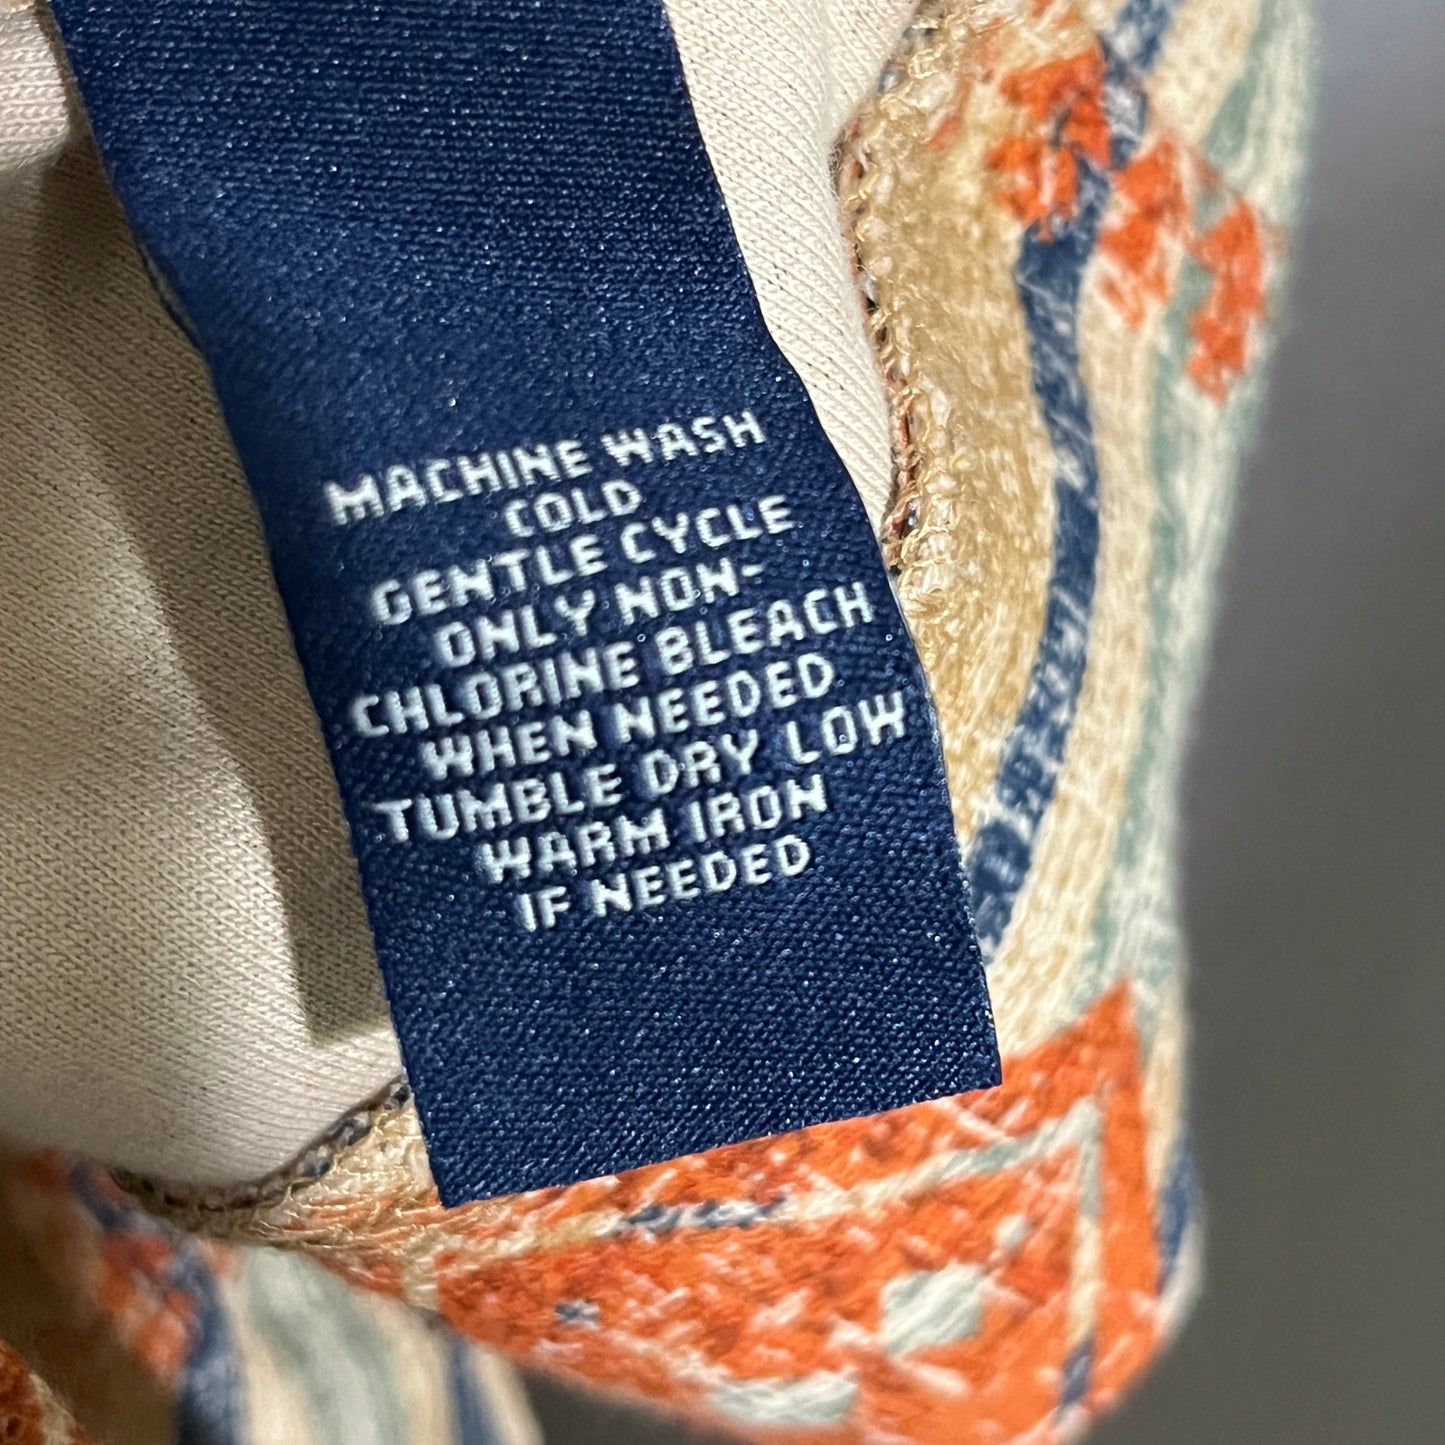 MACHINE WASH
COLD
GENTLE CYCLE
ONLY NON-
CHLORINE BLEACH
WHEN NEEDED
TUMBLE DRY LOW
WARM IRON
IF NEEDED